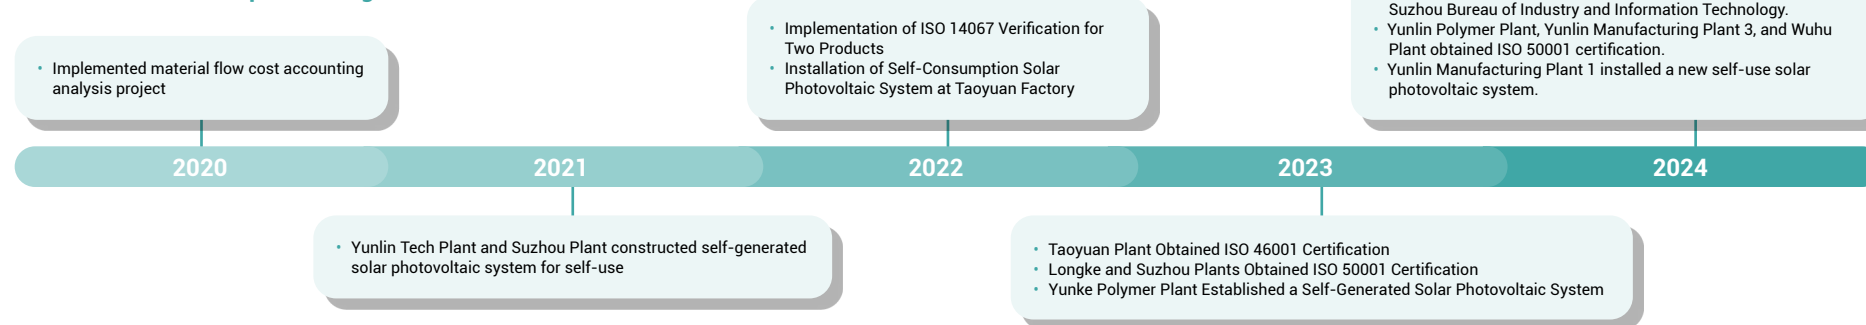 • Implemented material flow cost accounting
analysis project
• Implementation of ISO 14067 Verification for
Two Products
• Installation of Self-Consumption Solar
Photovoltaic System at Taoyuan Factory
Suzhou Bureau of Industry and Information Technology.
• Yunlin Polymer Plant, Yunlin Manufacturing Plant 3, and Wuhu
Plant obtained ISO 50001 certification.
• Yunlin Manufacturing Plant 1 installed a new self-use solar
photovoltaic system.
2020
2021
2022
2023
2024
• Yunlin Tech Plant and Suzhou Plant constructed self-generated
solar photovoltaic system for self-use
• Taoyuan Plant Obtained ISO 46001 Certification
• Longke and Suzhou Plants Obtained ISO 50001 Certification
• Yunke Polymer Plant Established a Self-Generated Solar Photovoltaic System